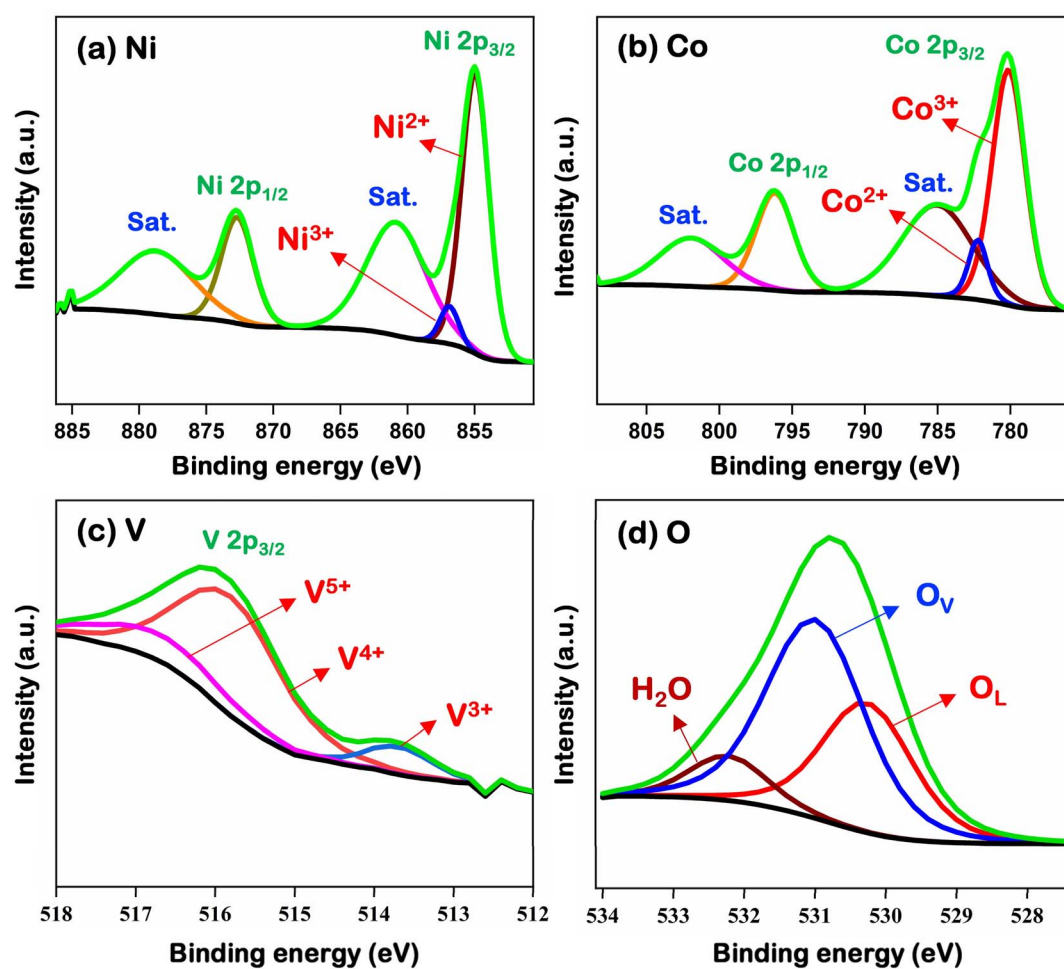 (a) Ni
Ni 2p3/2
Ni2+
Ni 2p1/2
Sat.
Sat.
Ni3+
Intensity (a.u.)
885 880 875 870 865 860 855
Binding energy (eV)
(b) Co
Co 2p3/2
Co3+
Co 2p1/2
Sat.
Co2+
Sat.
Intensity (a.u.)
805 800 795 790 785 780
Binding energy (eV)
(c) V
V 2p3/2
V5+
V4+
V3+
Intensity (a.u.)
518 517 516 515 514 513 512
Binding energy (eV)
(d) O
OV
H2O
OL
Intensity (a.u.)
534 533 532 531 530 529 528
Binding energy (eV)